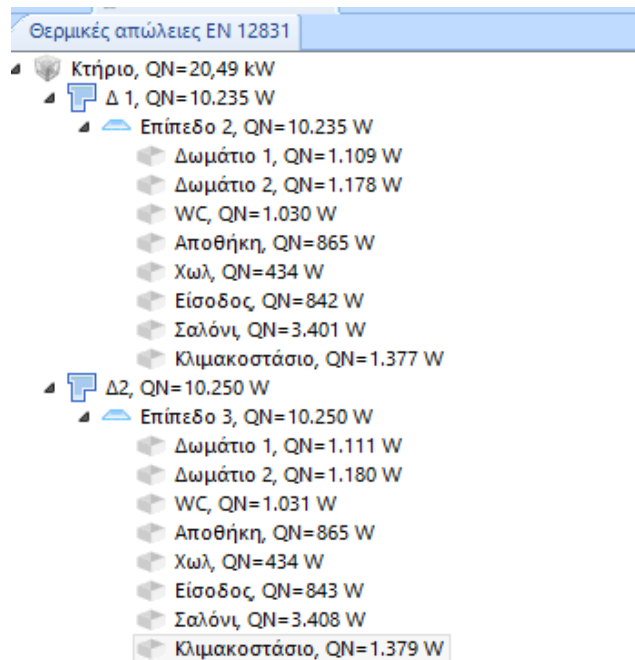 Θερμικές απώλειες EN 12831
Κτήριο, QN=20,49 kW
Δ 1, QN=10.235 W
Επίπεδο 2, QN=10.235 W
Δωμάτιο 1, QN=1.109 W
Δωμάτιο 2, QN=1.178 W
WC, QN=1.030 W
Αποθήκη, QN=865 W
Χωλ, QN=434 W
Είσοδος, QN=842 W
Σαλόνι, QN=3.401 W
Κλιμακοστάσιο, QN=1.377 W
Δ2, QN=10.250 W
Επίπεδο 3, QN=10.250 W
Δωμάτιο 1, QN=1.111 W
Δωμάτιο 2, QN=1.180 W
WC, QN=1.031 W
Αποθήκη, QN=865 W
Χωλ, QN=434 W
Είσοδος, QN=843 W
Σαλόνι, QN=3.408 W
Κλιμακοστάσιο, QN=1.379 W